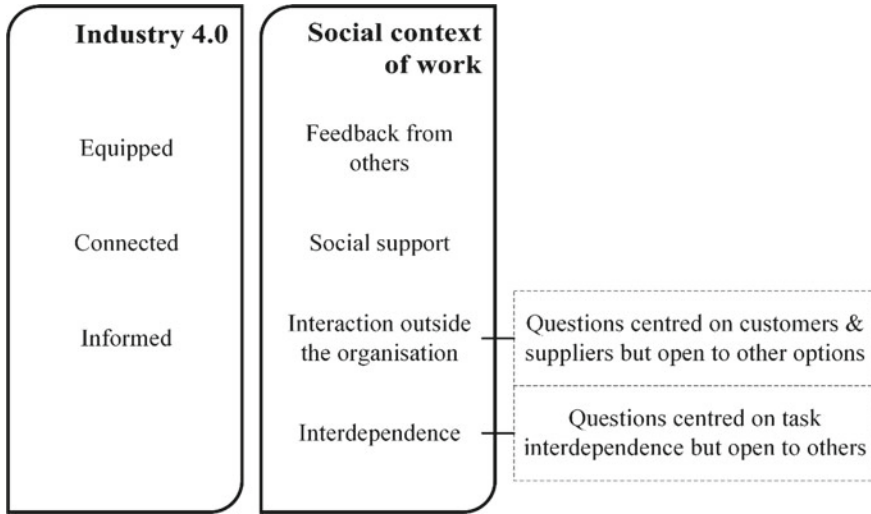 Industry 4.0
Equipped
Connected
Informed
Social context
of work
Feedback from
others
Social support
Interaction outside
the organisation
Interdependence
Questions centred on customers &
suppliers but open to other options
Questions centred on task
interdependence but open to others